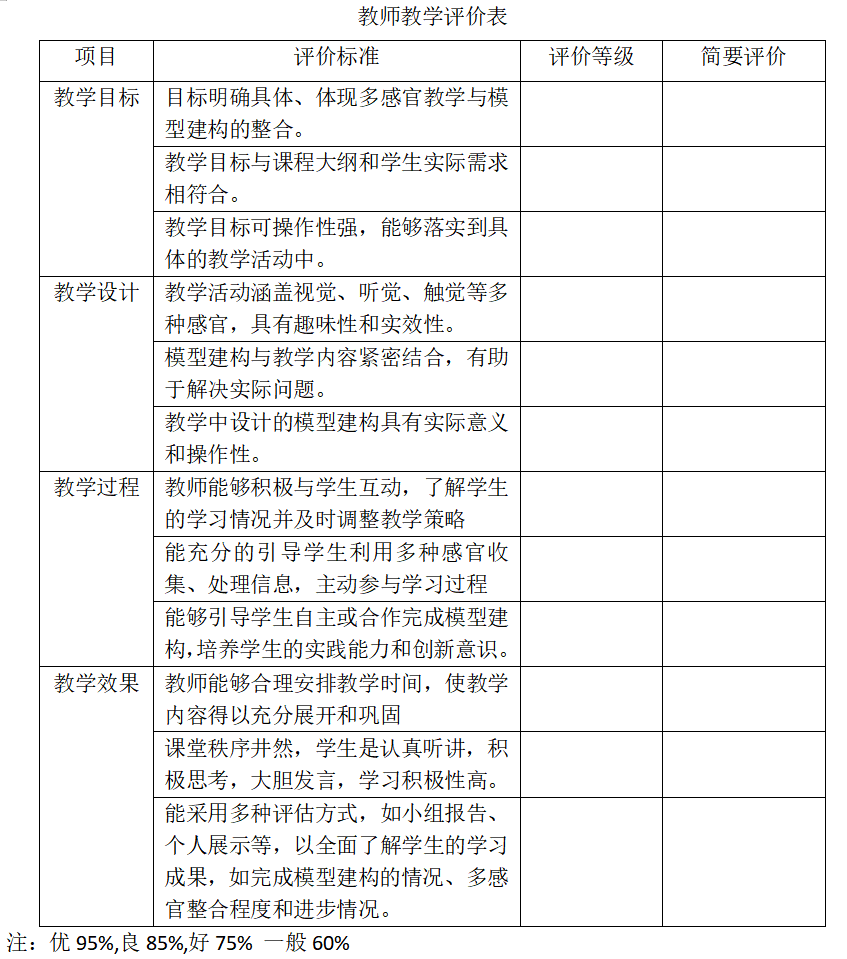 教师教学评价表
项目 评价标准 评价等级 简要评价
教学目标 目标明确具体、体现多感官教学与模
型建构的整合。
教学目标与课程大纲和学生实际需求
相符合。
教学目标可操作性强，能够落实到具
体的教学活动中。
教学设计 教学活动涵盖视觉、听觉、触觉等多
种感官，具有趣味性和实效性。
模型建构与教学内容紧密结合，有助
于解决实际问题。
教学中设计的模型建构具有实际意义
和操作性。
教学过程 教师能够积极与学生互动，了解学生
的学习情况并及时调整教学策略
能充分的引导学生利用多种感官收
集、处理信息，主动参与学习过程
能够引导学生自主或合作完成模型建
构，培养学生的实践能力和创新意识。
教学效果 教师能够合理安排教学时间，使教学
内容得以充分展开和巩固
课堂秩序井然，学生是认真听讲，积
极思考，大胆发言，学习积极性高。
能采用多种评估方式，如小组报告、
个人展示等，以全面了解学生的学习
成果，如完成模型建构的情况、多感
官整合程度和进步情况。
注：优 95%,良 85%,好 75% 一般 60%